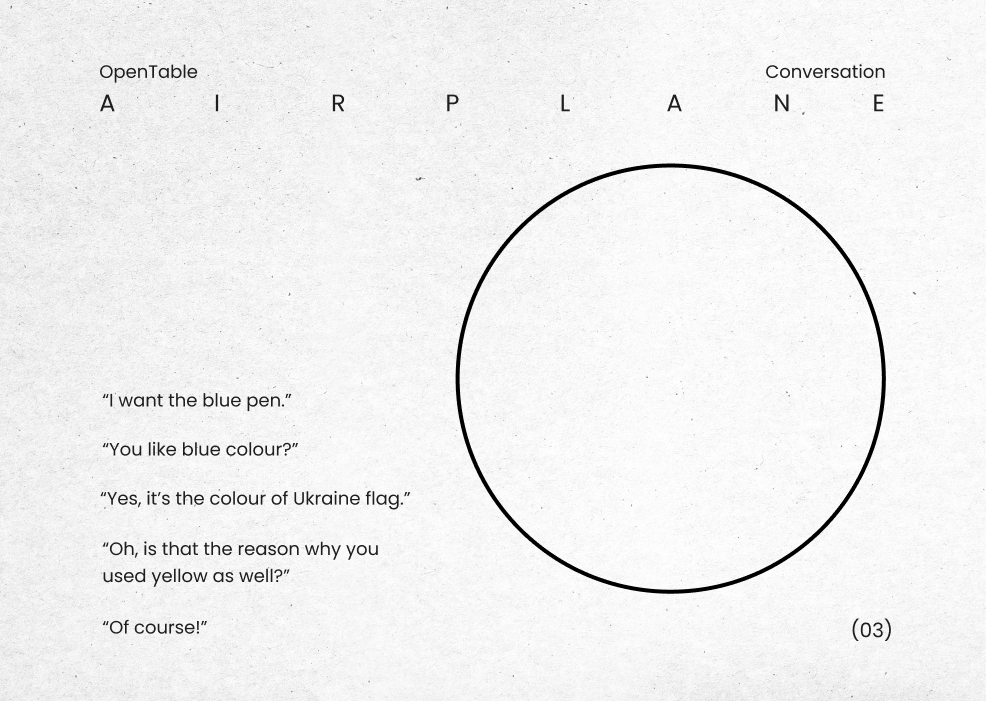 OpenTable
Conversation
A I R P L A N E
“I want the blue pen.”
“You like blue colour?”
“Yes, it’s the colour of Ukraine flag.”
“Oh, is that the reason why you
used yellow as well?”
“Of course!”
(03)